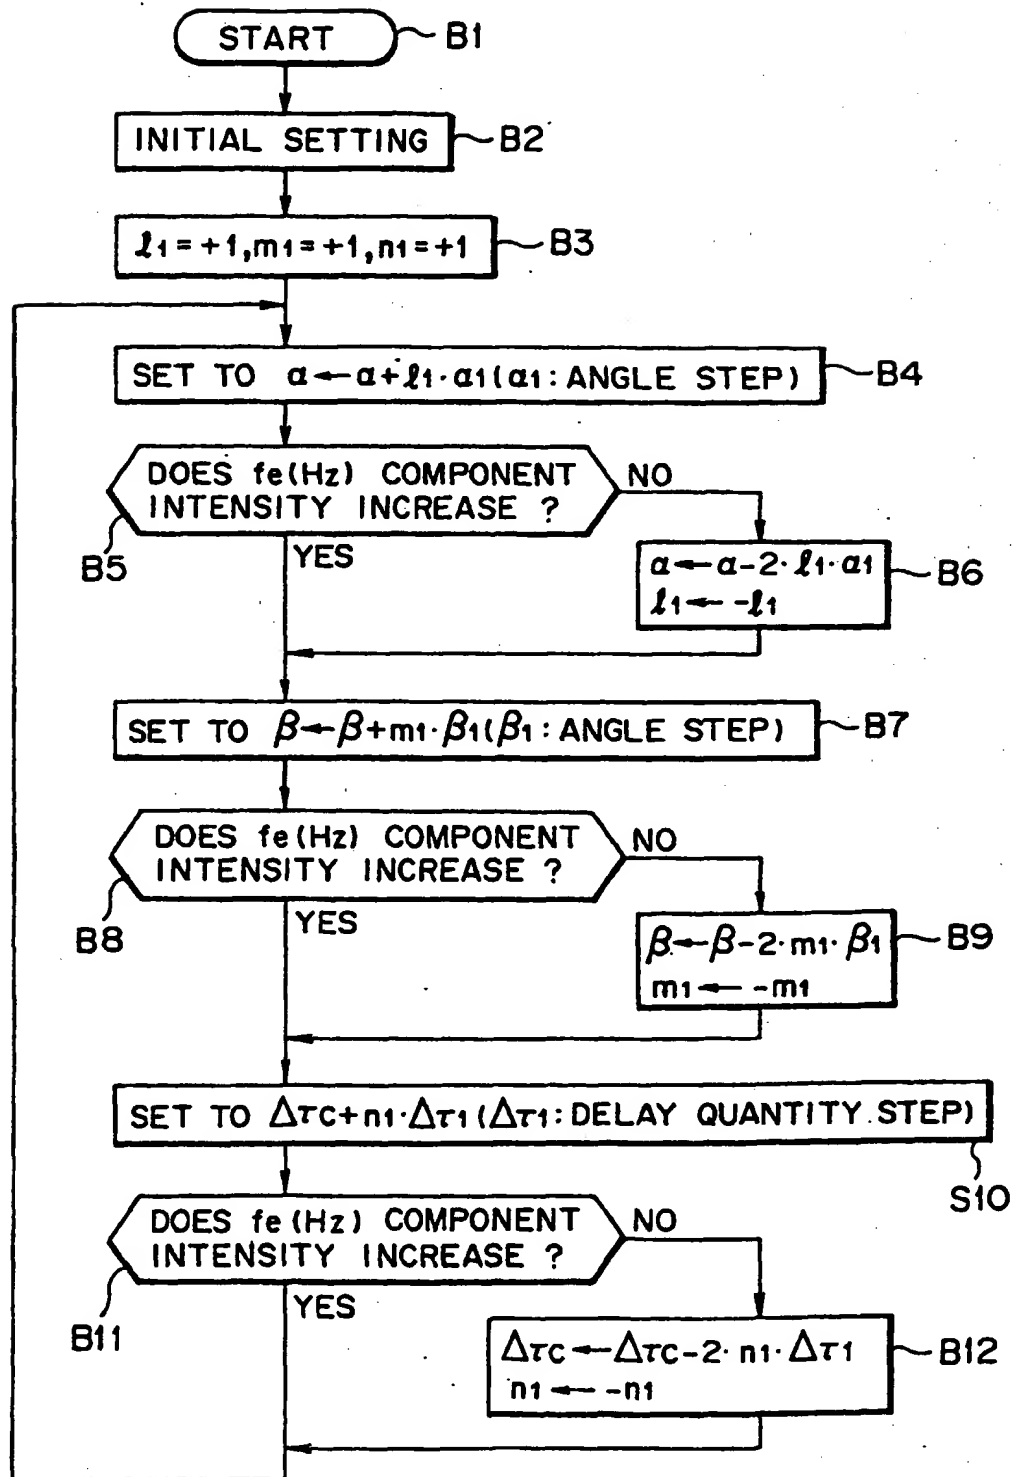 START
B1
INITIAL SETTING
B2
ℓ1=+1,m1=+1,n1=+1
B3
SET TO α←α+ℓ1·α1(α1:ANGLE STEP)
B4
DOES fe(Hz) COMPONENT
INTENSITY INCREASE ?
NO
B5
YES
α←α-2·ℓ1·α1
ℓ1← -ℓ1
B6
SET TO β←β+m1·β1(β1:ANGLE STEP)
B7
DOES fe(Hz) COMPONENT
INTENSITY INCREASE ?
NO
B8
YES
β←β-2·m1·β1
m1← -m1
B9
SET TO Δτc+n1·Δτ1(Δτ1:DELAY QUANTITY STEP)
S10
DOES fe(Hz) COMPONENT
INTENSITY INCREASE ?
NO
B11
YES
Δτc←Δτc-2·n1·Δτ1
n1← -n1
B12